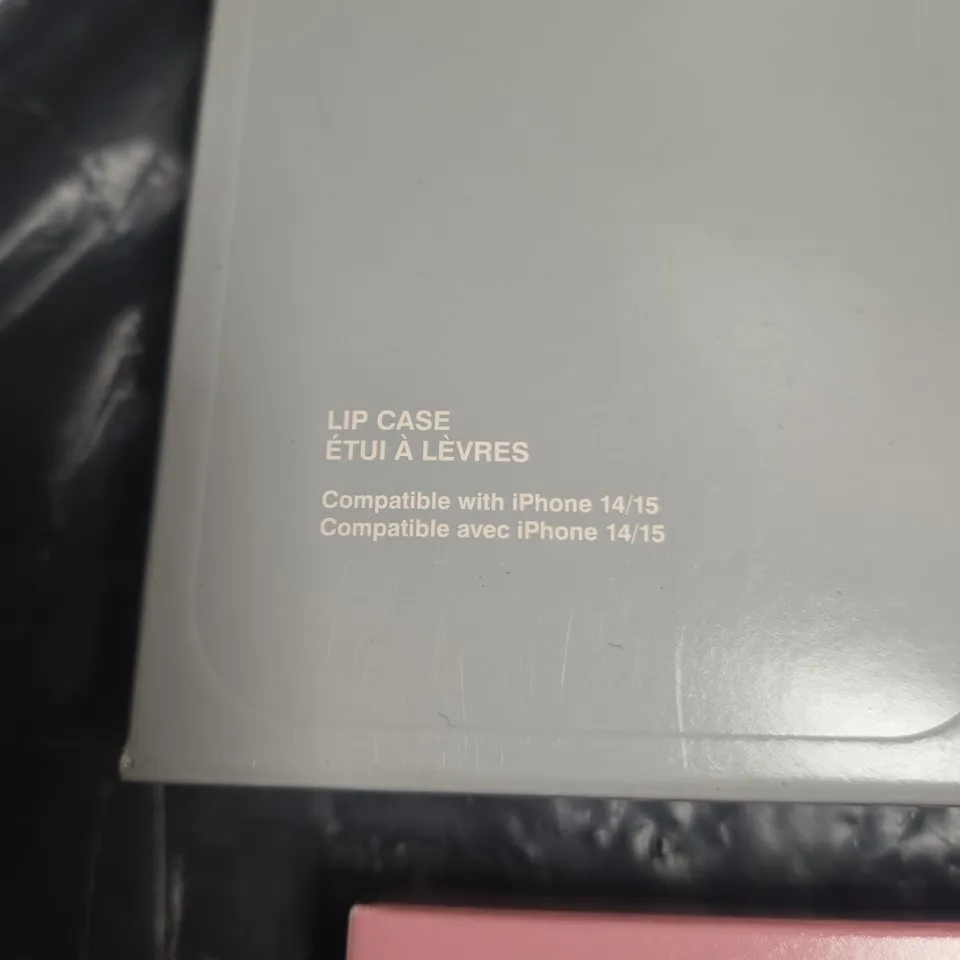 LIP CASE
ÉTUI À LÈVRES
Compatible with iPhone 14/15
Compatible avec iPhone 14/15